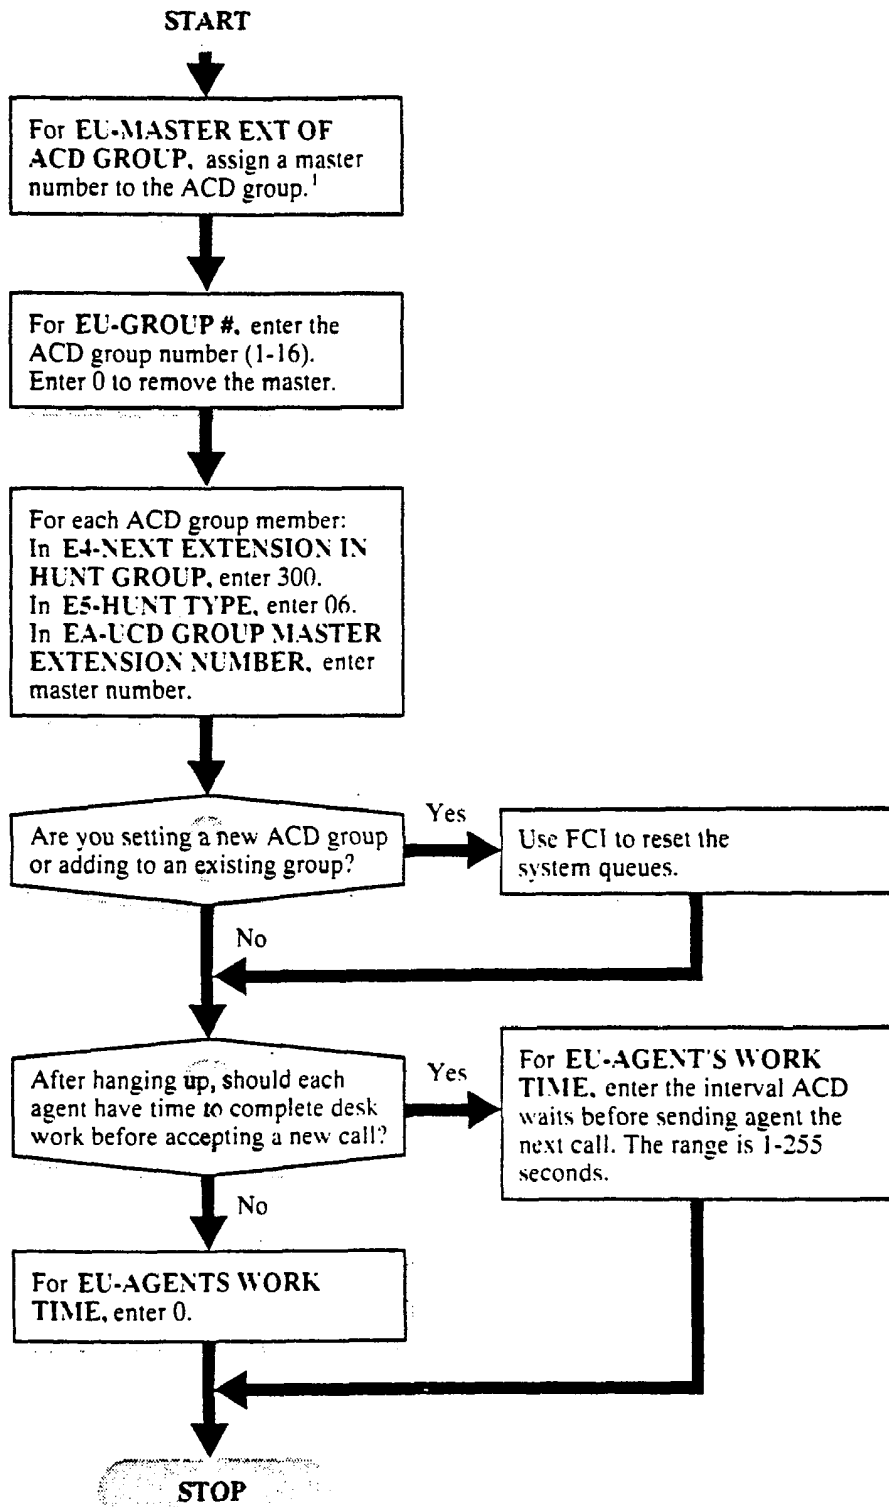 START
For EU-MASTER EXT OF
ACD GROUP, assign a master
number to the ACD group.1
For EU-GROUP #, enter the
ACD group number (1-16).
Enter 0 to remove the master.
For each ACD group member:
In E4-NEXT EXTENSION IN
HUNT GROUP, enter 300.
In E5-HUNT TYPE, enter 06.
In EA-UCD GROUP MASTER
EXTENSION NUMBER, enter
master number.
Are you setting a new ACD group
or adding to an existing group?
Yes
Use FCI to reset the
system queues.
No
After hanging up, should each
agent have time to complete desk
work before accepting a new call?
Yes
For EU-AGENT'S WORK
TIME, enter the interval ACD
waits before sending agent the
next call. The range is 1-255
seconds.
No
For EU-AGENTS WORK
TIME, enter 0.
STOP